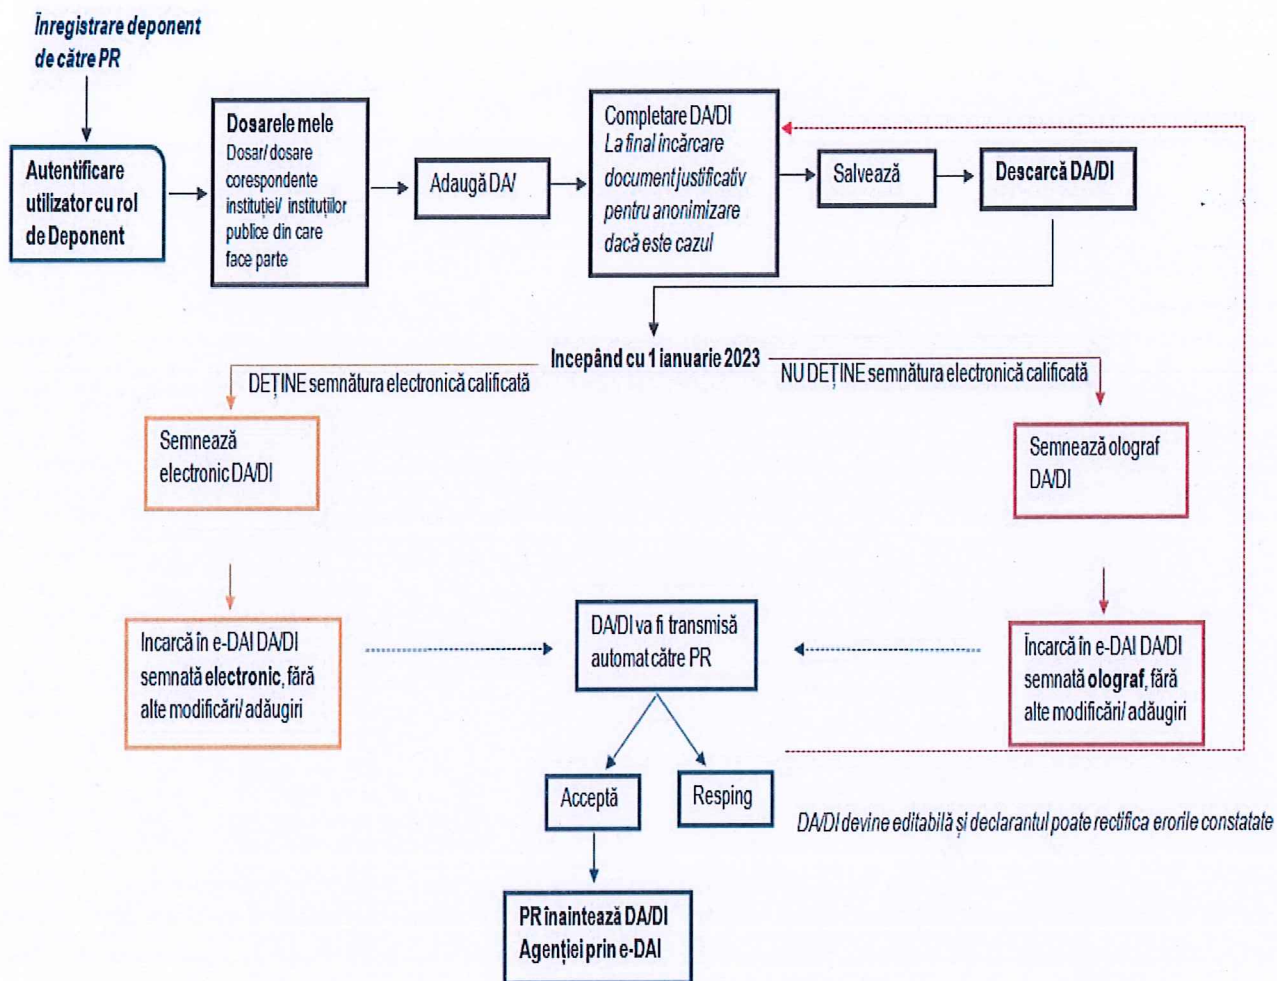 Înregistrare deponent
de către PR
Autentificare
utilizator cu rol
de Deponent
Dosarele mele
Dosar/ dosare
corespondente
instituției/ instituțiilor
publice din care
face parte
Adaugă DA/
Completare DA/DI
La final încărcare
document justificativ
pentru anonimizare
dacă este cazul
Salvează
Descarcă DA/DI
Incepând cu 1 ianuarie 2023
DEȚINE semnătura electronică calificată
NU DEȚINE semnătură electronică calificată
Semnează
electronic DA/DI
Semnează olograf
DA/DI
Incarcă în e-DAI DA/DI
semnată electronic, fără
alte modificări/ adăugiri
DA/DI va fi transmisă
automat către PR
Încarcă în e-DAI DA/DI
semnată olograf, fără
alte modificări/ adăugiri
Acceptă
Resping
DA/DI devine editabilă și declarantul poate rectifica erorile constatate
PR înaintează DA/DI
Agenției prin e-DAI